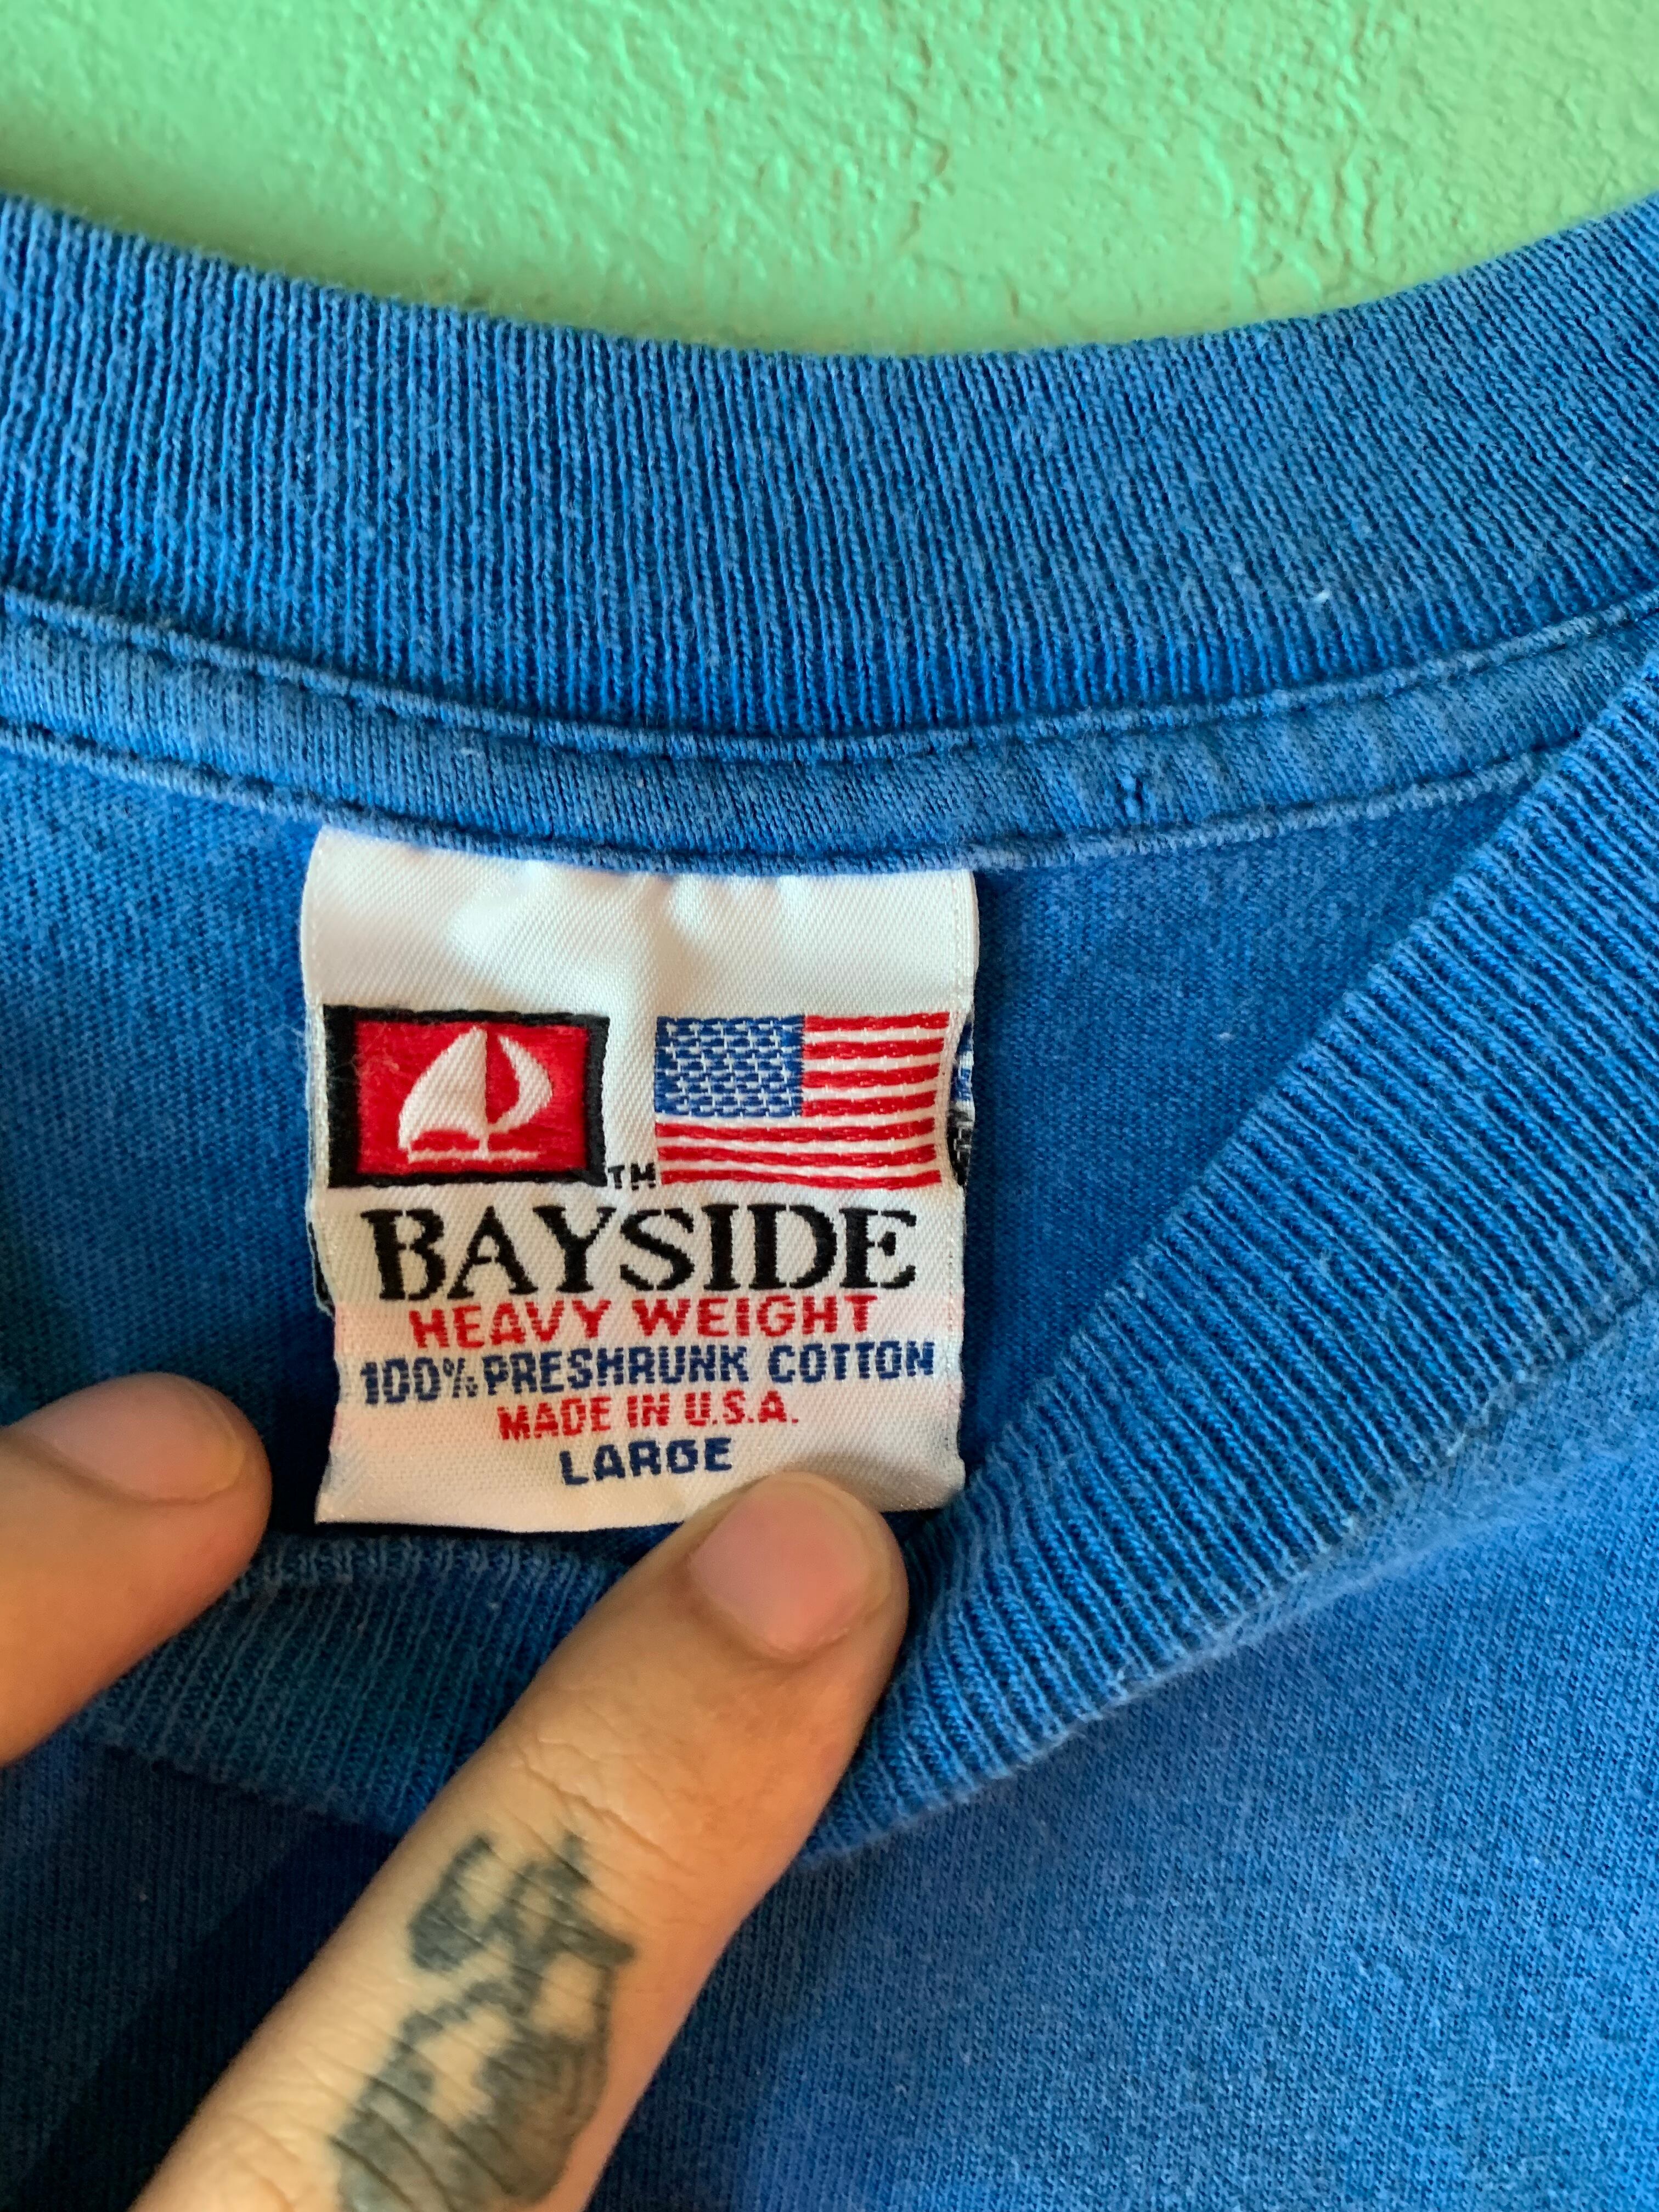 TM
BAYSIDE
HEAVY WEIGHT
100% PRESHRUNK COTTON
MADE IN U.S.A.
LARGE